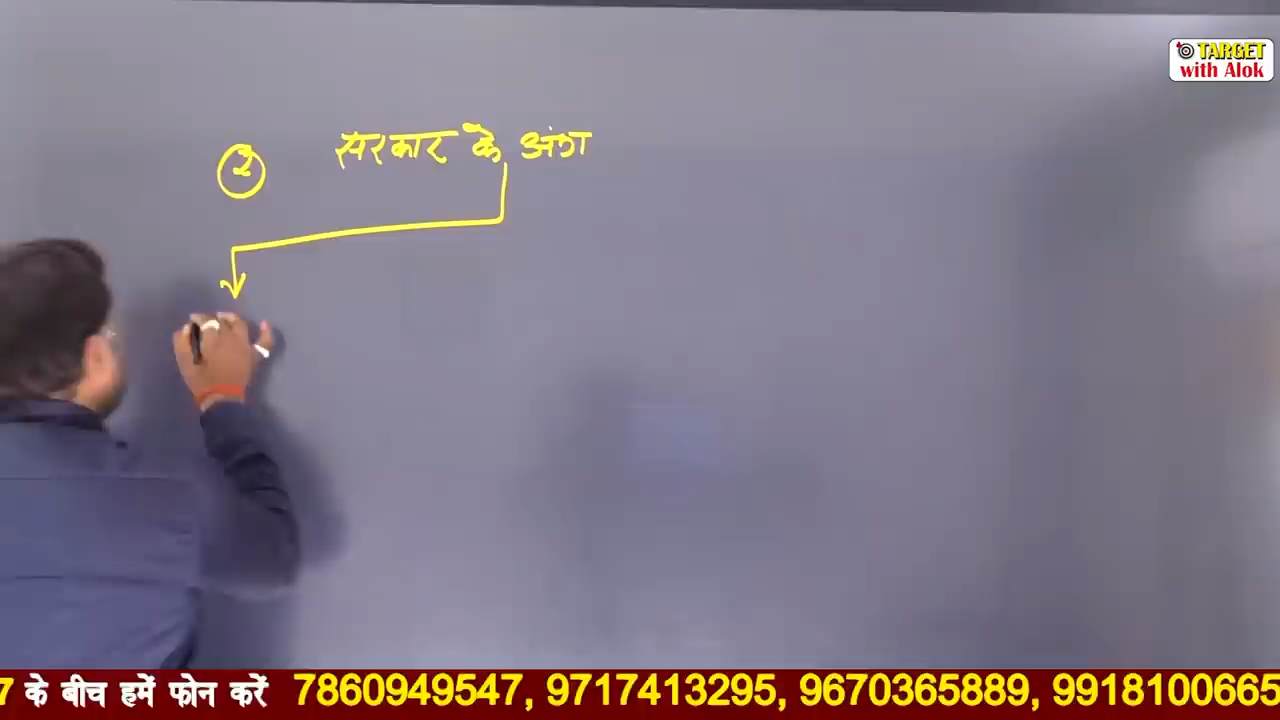 TARGET
with Alok
② सरकार के अंग
7 के बीच हमें फोन करें 7860949547, 9717413295, 9670365889, 9918100665